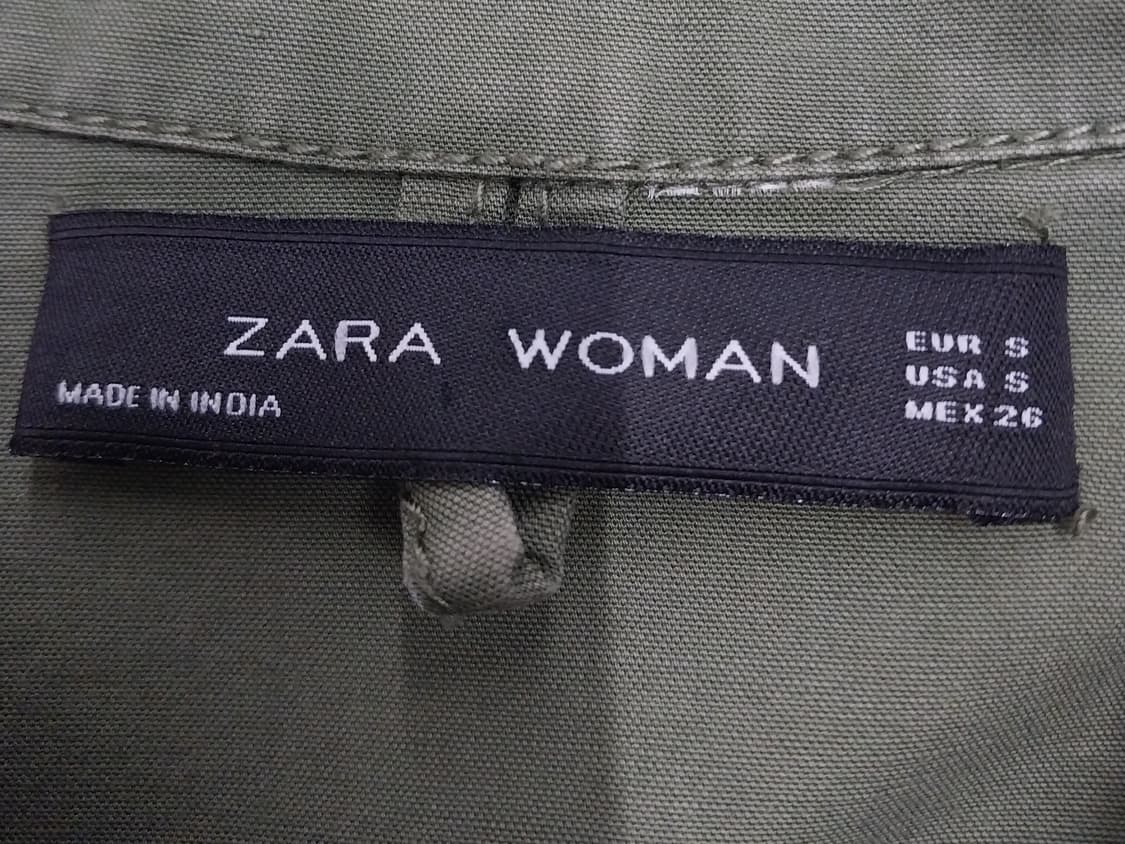 ZARA WOMAN
MADE IN INDIA
EUR S
USA S
MEX 26